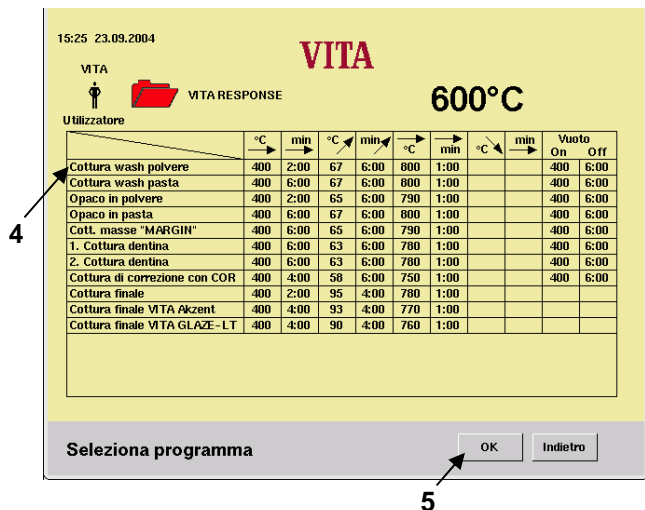 15:25 23.09.2004
VITA
VITA
VITA RESPONSE
600°C
Utilizzatore
°C min °C min °C min °C min Vuoto On Off
Cottura wash polvere 400 2:00 67 6:00 800 1:00 400 6:00
Cottura wash pasta 400 6:00 67 6:00 800 1:00 400 6:00
Opaco in polvere 400 2:00 65 6:00 790 1:00 400 6:00
Opaco in pasta 400 6:00 67 6:00 800 1:00 400 6:00
Cott. masse "MARGIN" 400 6:00 65 6:00 790 1:00 400 6:00
1. Cottura dentina 400 6:00 63 6:00 780 1:00 400 6:00
2. Cottura dentina 400 6:00 63 6:00 780 1:00 400 6:00
Cottura di correzione con COR 400 4:00 58 6:00 750 1:00 400 6:00
Cottura finale 400 2:00 95 4:00 780 1:00
Cottura finale VITA Akzent 400 4:00 93 4:00 770 1:00
Cottura finale VITA GLAZE-LT 400 4:00 90 4:00 760 1:00
4
Seleziona programma
OK
Indietro
5